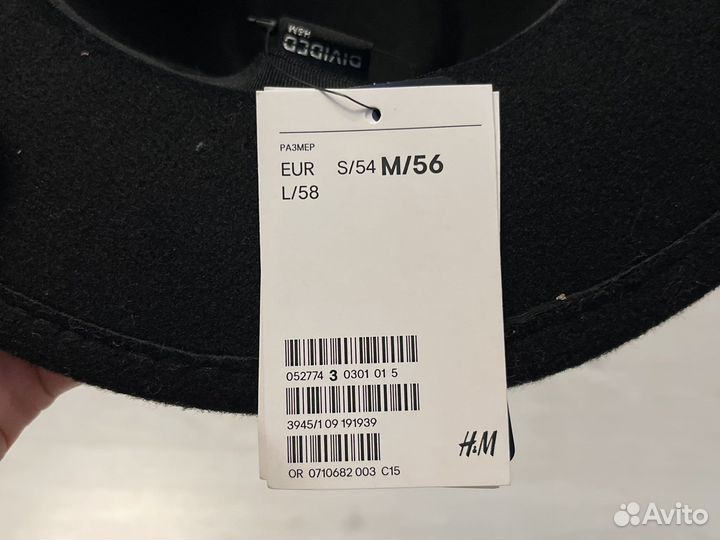 DIVIDED
H&M
РАЗМЕР
EUR S/54 M/56
L/58
052774 3 0301 01 5
3945/1 09 191939
H&M
OR 0710682 003 C15
Avito